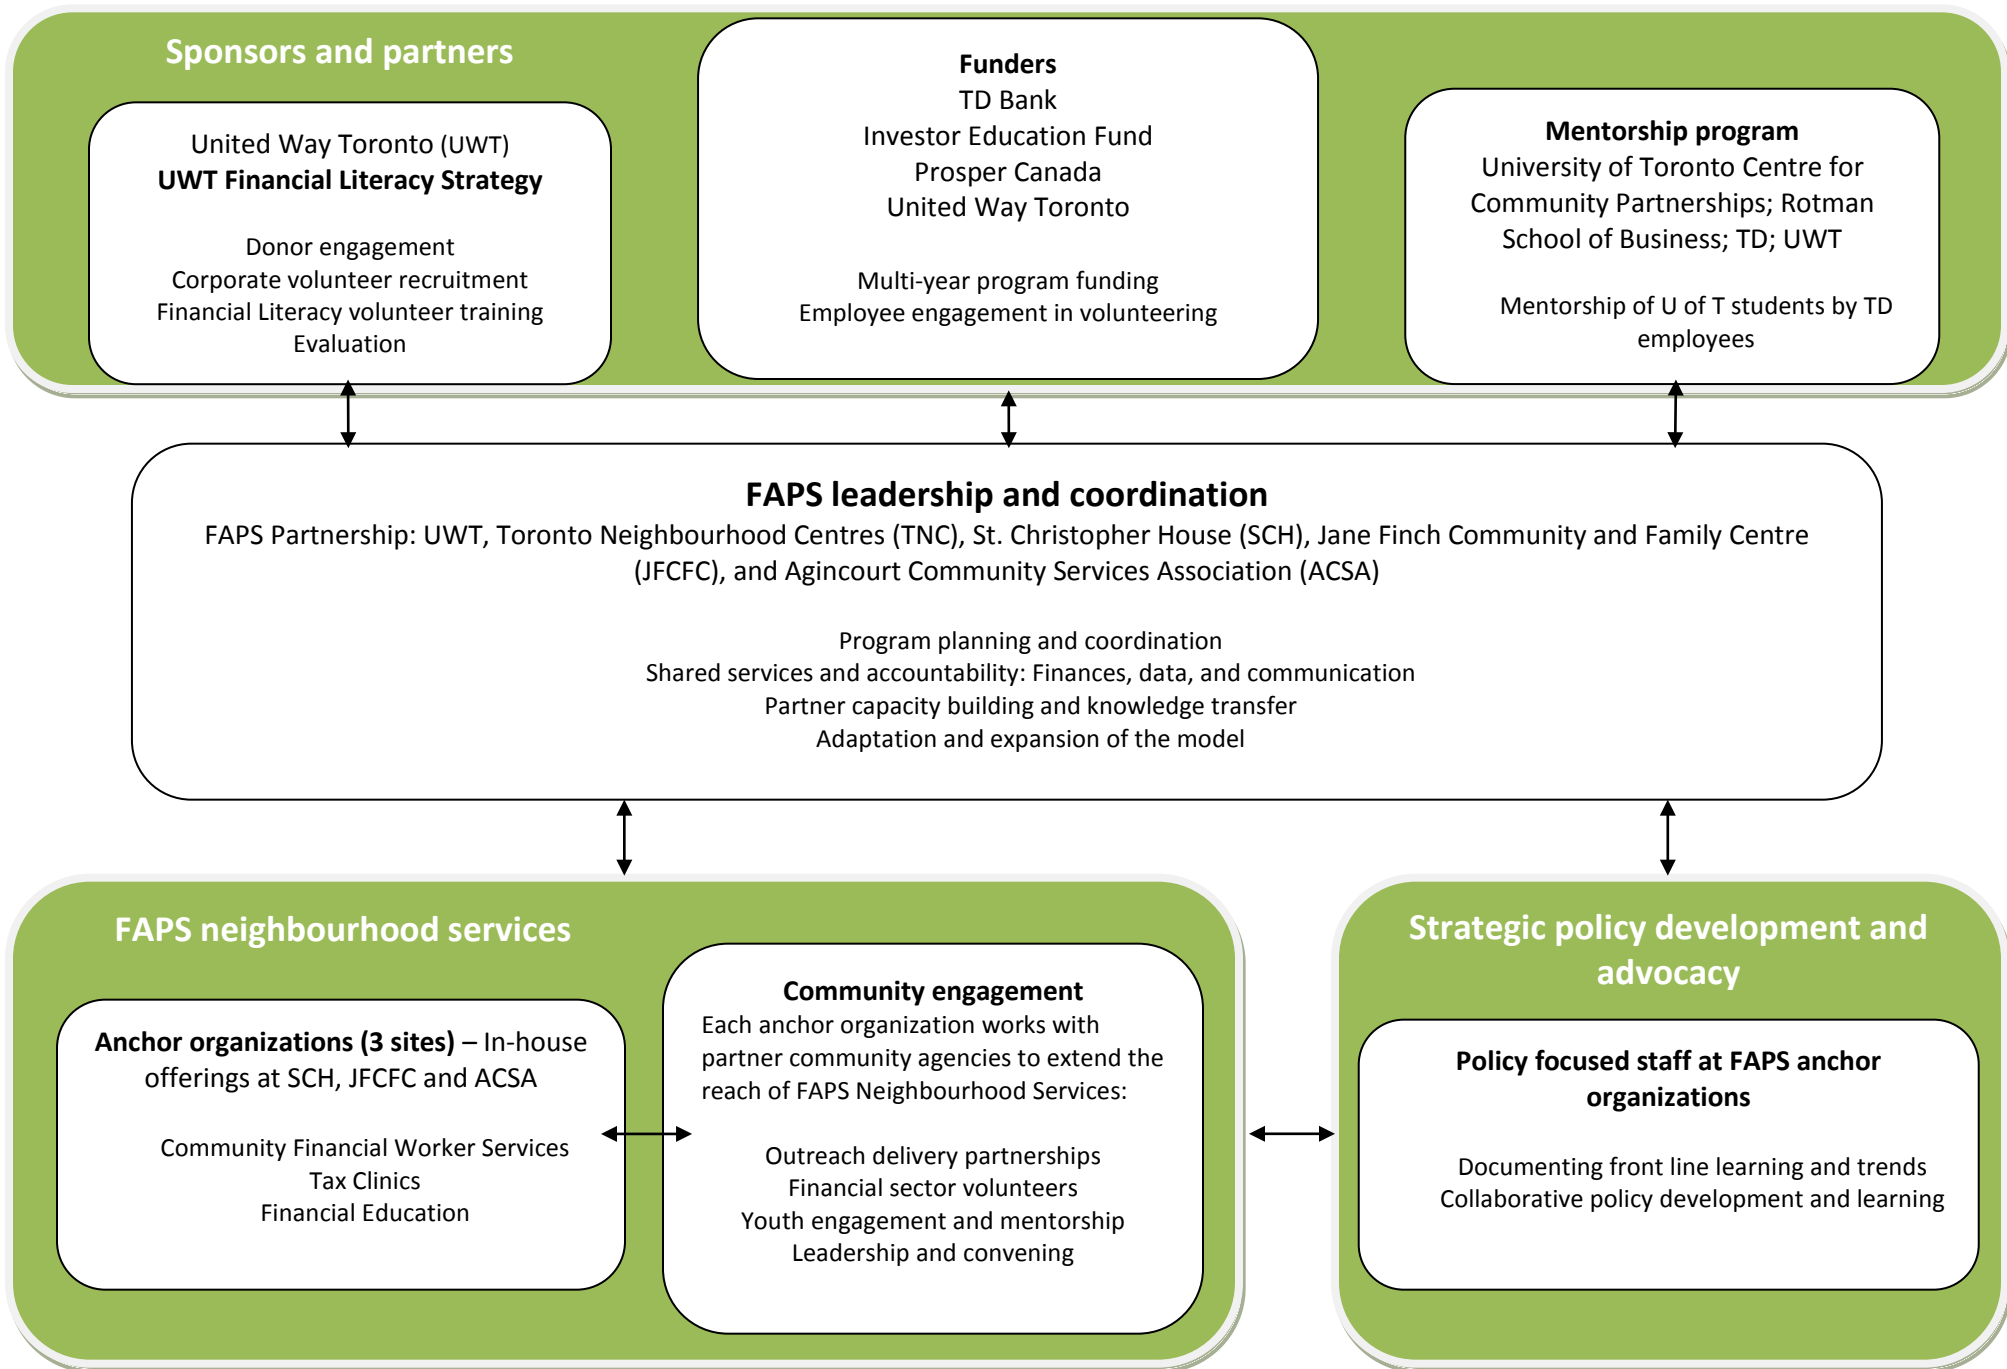 Sponsors and partners
United Way Toronto (UWT)
UWT Financial Literacy Strategy
Donor engagement
Corporate volunteer recruitment
Financial Literacy volunteer training
Evaluation
Funders
TD Bank
Investor Education Fund
Prosper Canada
United Way Toronto
Multi-year program funding
Employee engagement in volunteering
Mentorship program
University of Toronto Centre for
Community Partnerships; Rotman
School of Business; TD; UWT
Mentorship of U of T students by TD
employees
FAPS leadership and coordination
FAPS Partnership: UWT, Toronto Neighbourhood Centres (TNC), St. Christopher House (SCH), Jane Finch Community and Family Centre
(JFCFC), and Agincourt Community Services Association (ACSA)
Program planning and coordination
Shared services and accountability: Finances, data, and communication
Partner capacity building and knowledge transfer
Adaptation and expansion of the model
FAPS neighbourhood services
Anchor organizations (3 sites) – In-house
offerings at SCH, JFCFC and ACSA
Community Financial Worker Services
Tax Clinics
Financial Education
Community engagement
Each anchor organization works with
partner community agencies to extend the
reach of FAPS Neighbourhood Services:
Outreach delivery partnerships
Financial sector volunteers
Youth engagement and mentorship
Leadership and convening
Strategic policy development and
advocacy
Policy focused staff at FAPS anchor
organizations
Documenting front line learning and trends
Collaborative policy development and learning